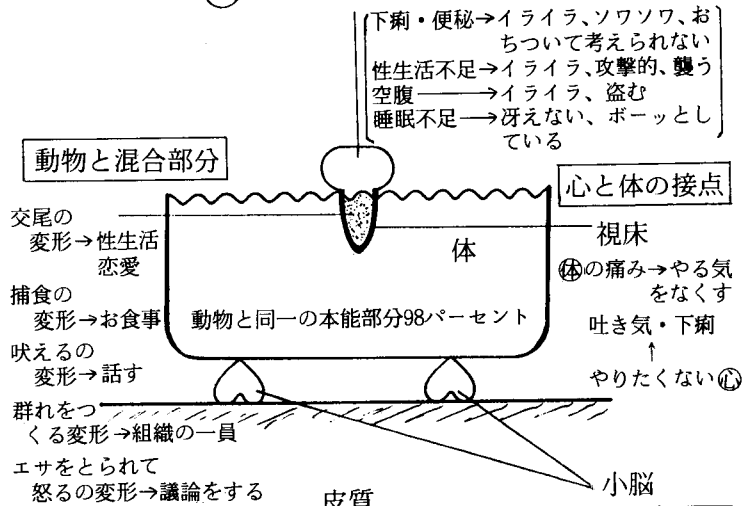 下痢・便秘→イライラ、ソワソワ、お
ちついて考えられない
性生活不足→イライラ、攻撃的、襲う
空腹→イライラ、盗む
睡眠不足→冴えない、ボーッとし
ている
動物と混合部分
心と体の接点
交尾の
変形→性生活
恋愛
捕食の
変形→お食事
吠えるの
変形→話す
群れをつ
くる変形→組織の一員
エサをとられて
怒るの変形→議論をする
体
動物と同一の本能部分98パーセント
視床
体の痛み→やる気
をなくす
吐き気・下痢
↑
やりたくない心
小脳
皮質